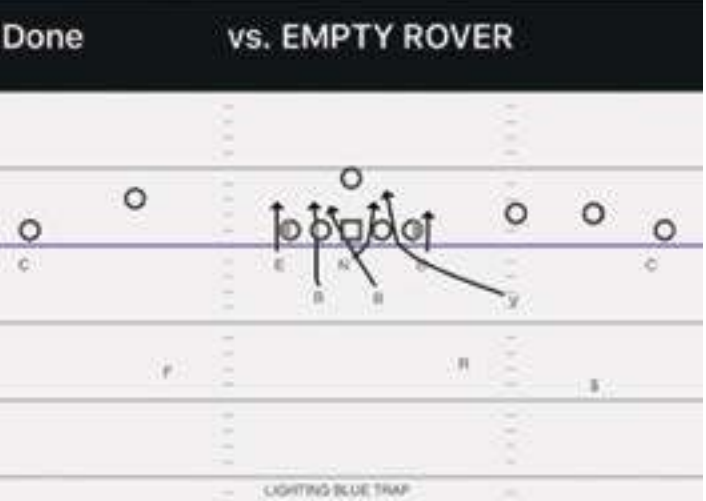 Done vs. EMPTY ROVER
C E N E C
B B V
F R S
LIGHTING BLUE TRAP